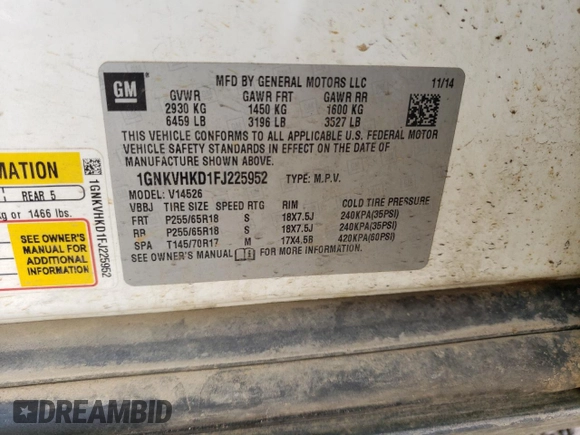 GM
MFD BY GENERAL MOTORS LLC 11/14
GVWR GAWR FRT GAWR RR
2930 KG 1450 KG 1600 KG
6459 LB 3196 LB 3527 LB
THIS VEHICLE CONFORMS TO ALL APPLICABLE U.S. FEDERAL MOTOR
VEHICLE SAFETY STANDARDS IN EFFECT ON THE DATE OF
MANUFACTURE SHOWN ABOVE.
1GNKVHKD1FJ225952 TYPE: M.P.V.
MODEL: V14526
VBBJ TIRE SIZE SPEED RTG RIM COLD TIRE PRESSURE
FRT P255/65R18 S 18X7.5J 240KPA(35PSI)
RR P255/65R18 S 18X7.5J 240KPA(35PSI)
SPA T145/70R17 M 17X4.5B 420KPA(60PSI)
SEE OWNER'S MANUAL FOR MORE INFORMATION.
RMATION
REAR 5
kg or 1466 lbs.
SEE OWNER'S
MANUAL FOR
ADDITIONAL
INFORMATION
1GNKVHKD1FJ225952
DREAMBID